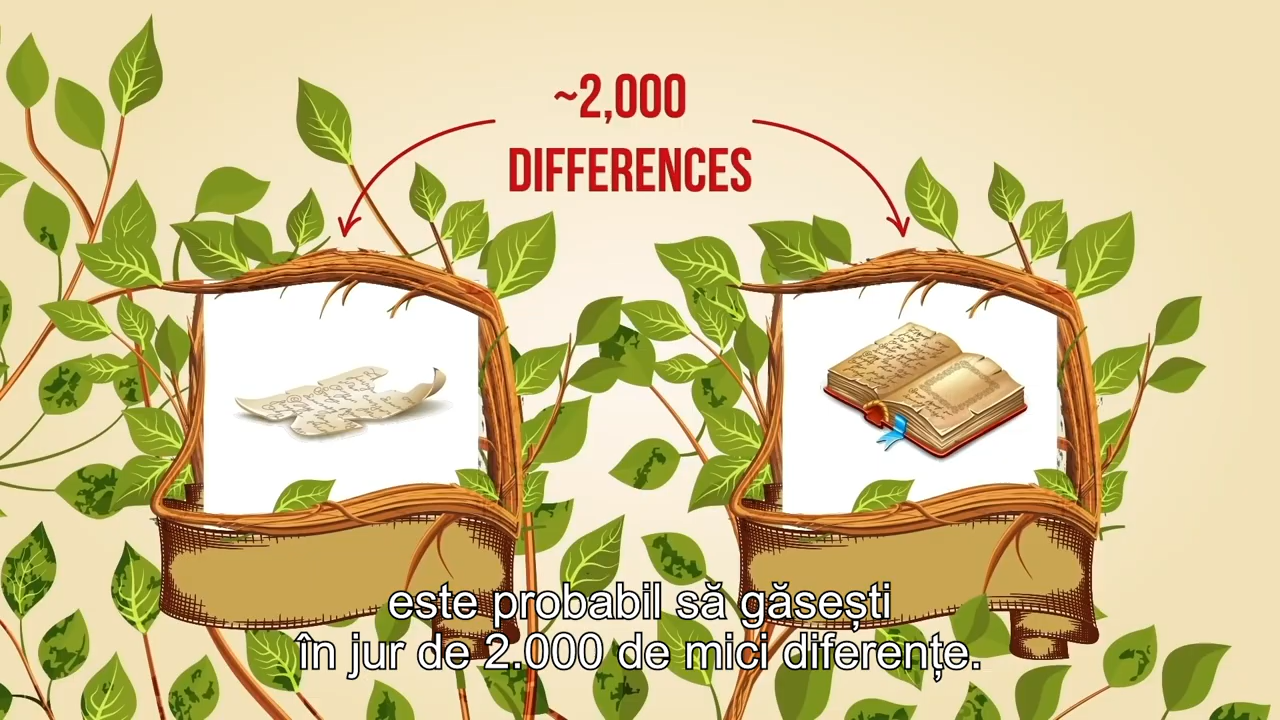 ~2,000
DIFFERENCES
este probabil să găsești
în jur de 2.000 de mici diferențe.